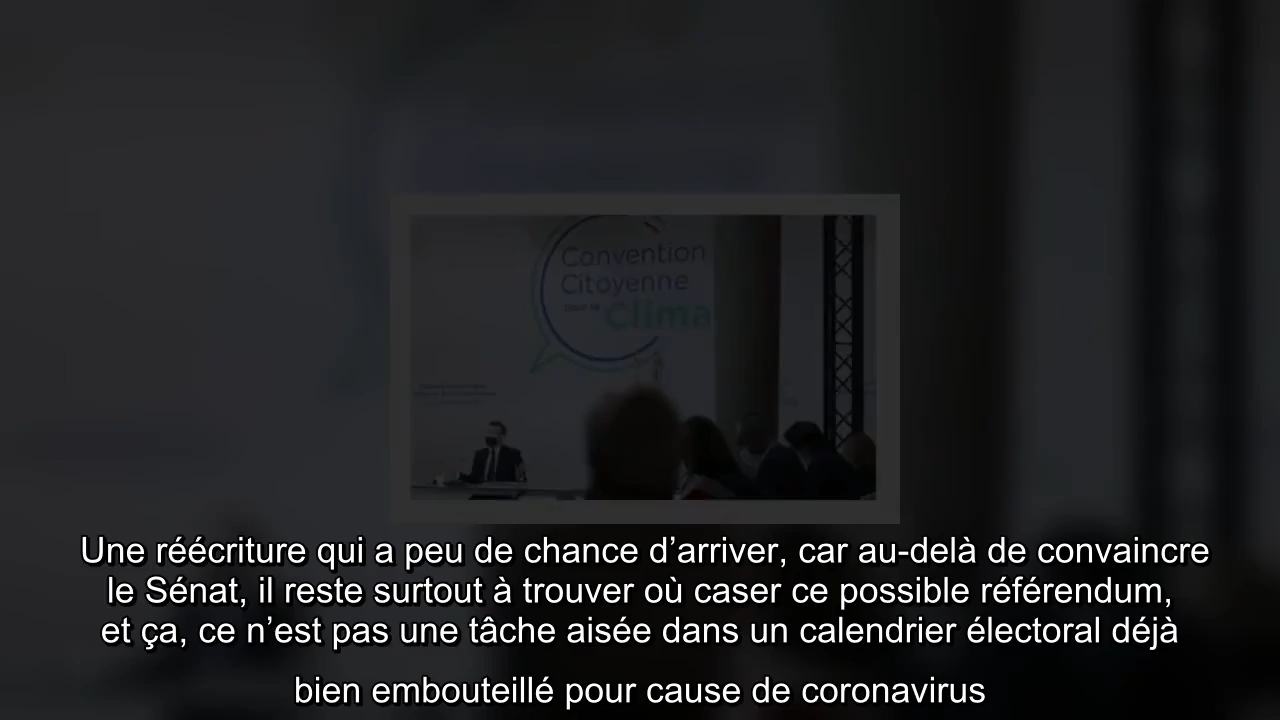 Convention
Citoyenne
pour le
Clima
Une réécriture qui a peu de chance d’arriver, car au-delà de convaincre
le Sénat, il reste surtout à trouver où caser ce possible référendum,
et ça, ce n’est pas une tâche aisée dans un calendrier électoral déjà
bien embouteillé pour cause de coronavirus